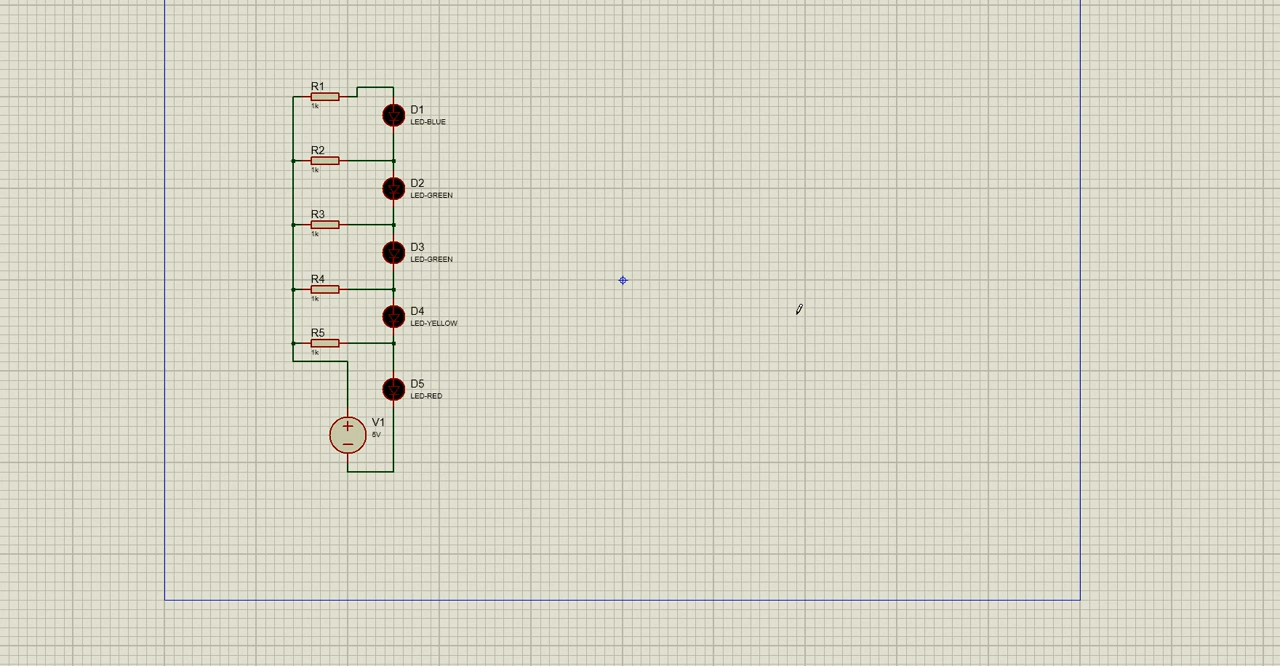 R1
1k
D1
LED-BLUE
R2
1k
D2
LED-GREEN
R3
1k
D3
LED-GREEN
R4
1k
D4
LED-YELLOW
R5
1k
D5
LED-RED
V1